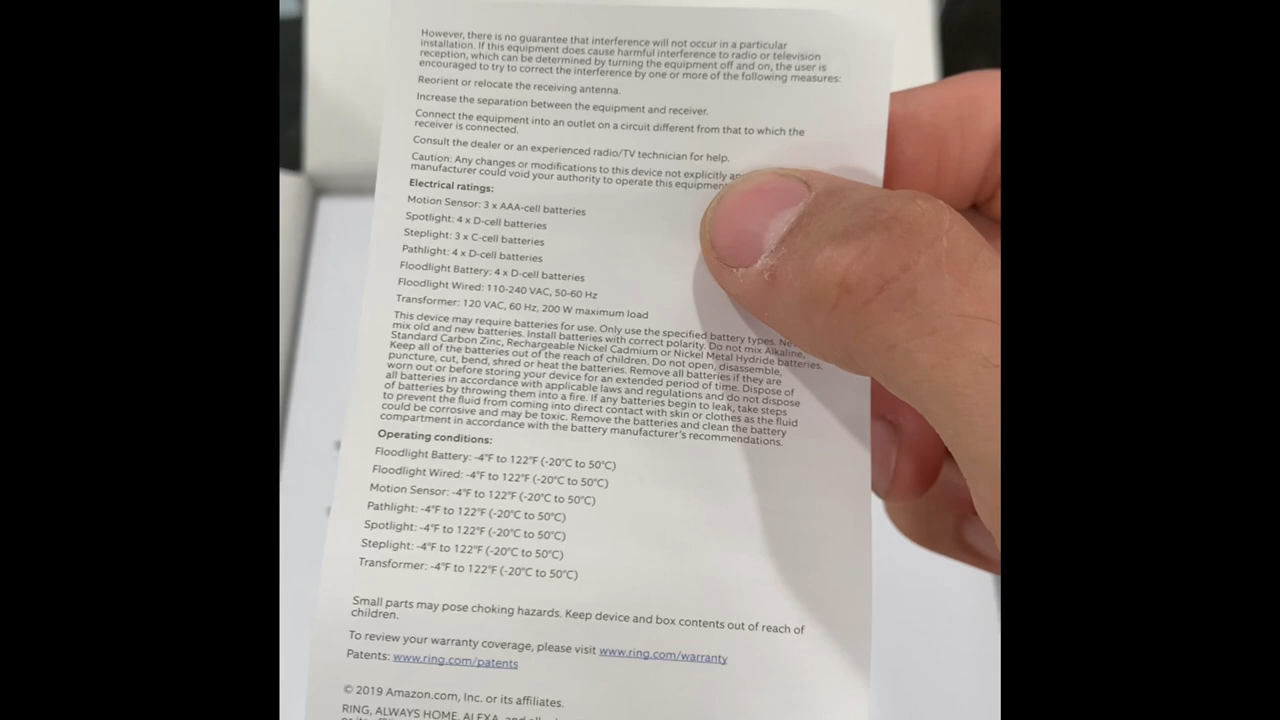 However, there is no guarantee that interference will not occur in a particular
installation. If this equipment does cause harmful interference to radio or television
reception, which can be determined by turning the equipment off and on, the user is
encouraged to try to correct the interference by one or more of the following measures:
Reorient or relocate the receiving antenna.
Increase the separation between the equipment and receiver.
Connect the equipment into an outlet on a circuit different from that to which the
receiver is connected.
Consult the dealer or an experienced radio/TV technician for help.
Caution: Any changes or modifications to this device not explicitly
manufacturer could void your authority to operate this equipment
Electrical ratings:
Motion Sensor: 3 x AAA-cell batteries
Spotlight: 4 x D-cell batteries
Steplight: 3 x C-cell batteries
Pathlight: 4 x D-cell batteries
Floodlight Battery: 4 x D-cell batteries
Floodlight Wired: 110-240 VAC, 50-60 Hz
Transformer: 120 VAC, 60 Hz, 200 W maximum load
This device may require batteries for use. Only use the specified battery types.
mix old and new batteries. Install batteries with correct polarity. Do not mix Alkaline,
Standard Carbon Zinc, Rechargeable Nickel Cadmium or Nickel Metal Hydride batteries.
Keep all of the batteries out of the reach of children. Do not open, disassemble,
puncture, cut, bend, shred or heat the batteries. Remove all batteries if they are
worn out or before storing your device for an extended period of time. Dispose of
all batteries in accordance with applicable laws and regulations and do not dispose
of batteries by throwing them into a fire. If any batteries begin to leak, take steps
to prevent the fluid from coming into direct contact with skin or clothes as the fluid
could be corrosive and may be toxic. Remove the batteries and clean the battery
compartment in accordance with the battery manufacturer's recommendations.
Operating conditions:
Floodlight Battery: -4°F to 122°F (-20°C to 50°C)
Floodlight Wired: -4°F to 122°F (-20°C to 50°C)
Motion Sensor: -4°F to 122°F (-20°C to 50°C)
Pathlight: -4°F to 122°F (-20°C to 50°C)
Spotlight: -4°F to 122°F (-20°C to 50°C)
Steplight: -4°F to 122°F (-20°C to 50°C)
Transformer: -4°F to 122°F (-20°C to 50°C)
Small parts may pose choking hazards. Keep device and box contents out of reach of
children.
To review your warranty coverage, please visit www.ring.com/warranty
Patents: www.ring.com/patents
© 2019 Amazon.com, Inc. or its affiliates.
RING, ALWAYS HOME, ALEXA, and